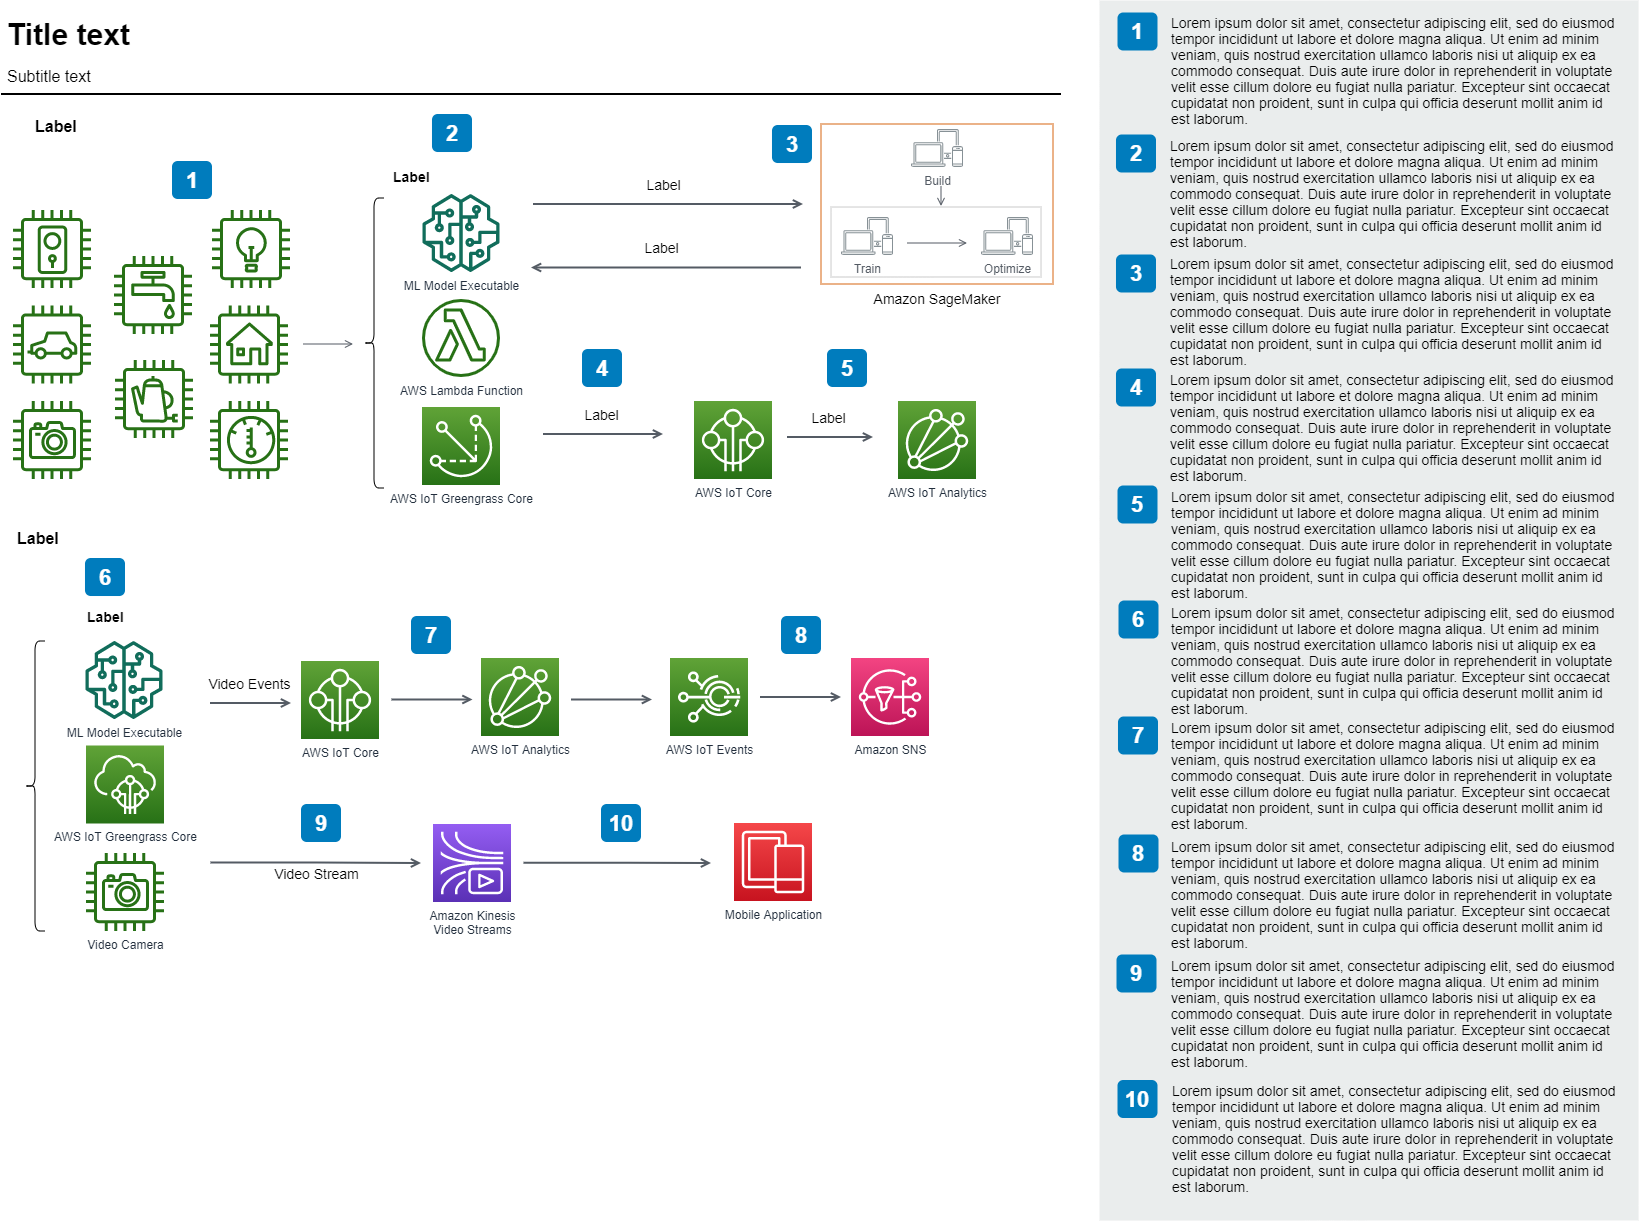 Title text
Subtitle text
Label
1
2
Label
ML Model Executable
AWS Lambda Function
AWS IoT Greengrass Core
Label
Label
3
Build
Train
Optimize
Amazon SageMaker
4
Label
AWS IoT Core
5
Label
AWS IoT Analytics
Label
6
Label
ML Model Executable
AWS IoT Greengrass Core
Video Camera
Video Events
AWS IoT Core
7
AWS IoT Analytics
AWS IoT Events
8
Amazon SNS
9
Video Stream
Amazon Kinesis
Video Streams
10
Mobile Application
1
Lorem ipsum dolor sit amet, consectetur adipiscing elit, sed do eiusmod
tempor incididunt ut labore et dolore magna aliqua. Ut enim ad minim
veniam, quis nostrud exercitation ullamco laboris nisi ut aliquip ex ea
commodo consequat. Duis aute irure dolor in reprehenderit in voluptate
velit esse cillum dolore eu fugiat nulla pariatur. Excepteur sint occaecat
cupidatat non proident, sunt in culpa qui officia deserunt mollit anim id
est laborum.
2
Lorem ipsum dolor sit amet, consectetur adipiscing elit, sed do eiusmod
tempor incididunt ut labore et dolore magna aliqua. Ut enim ad minim
veniam, quis nostrud exercitation ullamco laboris nisi ut aliquip ex ea
commodo consequat. Duis aute irure dolor in reprehenderit in voluptate
velit esse cillum dolore eu fugiat nulla pariatur. Excepteur sint occaecat
cupidatat non proident, sunt in culpa qui officia deserunt mollit anim id
est laborum.
3
Lorem ipsum dolor sit amet, consectetur adipiscing elit, sed do eiusmod
tempor incididunt ut labore et dolore magna aliqua. Ut enim ad minim
veniam, quis nostrud exercitation ullamco laboris nisi ut aliquip ex ea
commodo consequat. Duis aute irure dolor in reprehenderit in voluptate
velit esse cillum dolore eu fugiat nulla pariatur. Excepteur sint occaecat
cupidatat non proident, sunt in culpa qui officia deserunt mollit anim id
est laborum.
4
Lorem ipsum dolor sit amet, consectetur adipiscing elit, sed do eiusmod
tempor incididunt ut labore et dolore magna aliqua. Ut enim ad minim
veniam, quis nostrud exercitation ullamco laboris nisi ut aliquip ex ea
commodo consequat. Duis aute irure dolor in reprehenderit in voluptate
velit esse cillum dolore eu fugiat nulla pariatur. Excepteur sint occaecat
cupidatat non proident, sunt in culpa qui officia deserunt mollit anim id
est laborum.
5
Lorem ipsum dolor sit amet, consectetur adipiscing elit, sed do eiusmod
tempor incididunt ut labore et dolore magna aliqua. Ut enim ad minim
veniam, quis nostrud exercitation ullamco laboris nisi ut aliquip ex ea
commodo consequat. Duis aute irure dolor in reprehenderit in voluptate
velit esse cillum dolore eu fugiat nulla pariatur. Excepteur sint occaecat
cupidatat non proident, sunt in culpa qui officia deserunt mollit anim id
est laborum.
6
Lorem ipsum dolor sit amet, consectetur adipiscing elit, sed do eiusmod
tempor incididunt ut labore et dolore magna aliqua. Ut enim ad minim
veniam, quis nostrud exercitation ullamco laboris nisi ut aliquip ex ea
commodo consequat. Duis aute irure dolor in reprehenderit in voluptate
velit esse cillum dolore eu fugiat nulla pariatur. Excepteur sint occaecat
cupidatat non proident, sunt in culpa qui officia deserunt mollit anim id
est laborum.
7
Lorem ipsum dolor sit amet, consectetur adipiscing elit, sed do eiusmod
tempor incididunt ut labore et dolore magna aliqua. Ut enim ad minim
veniam, quis nostrud exercitation ullamco laboris nisi ut aliquip ex ea
commodo consequat. Duis aute irure dolor in reprehenderit in voluptate
velit esse cillum dolore eu fugiat nulla pariatur. Excepteur sint occaecat
cupidatat non proident, sunt in culpa qui officia deserunt mollit anim id
est laborum.
8
Lorem ipsum dolor sit amet, consectetur adipiscing elit, sed do eiusmod
tempor incididunt ut labore et dolore magna aliqua. Ut enim ad minim
veniam, quis nostrud exercitation ullamco laboris nisi ut aliquip ex ea
commodo consequat. Duis aute irure dolor in reprehenderit in voluptate
velit esse cillum dolore eu fugiat nulla pariatur. Excepteur sint occaecat
cupidatat non proident, sunt in culpa qui officia deserunt mollit anim id
est laborum.
9
Lorem ipsum dolor sit amet, consectetur adipiscing elit, sed do eiusmod
tempor incididunt ut labore et dolore magna aliqua. Ut enim ad minim
veniam, quis nostrud exercitation ullamco laboris nisi ut aliquip ex ea
commodo consequat. Duis aute irure dolor in reprehenderit in voluptate
velit esse cillum dolore eu fugiat nulla pariatur. Excepteur sint occaecat
cupidatat non proident, sunt in culpa qui officia deserunt mollit anim id
est laborum.
10
Lorem ipsum dolor sit amet, consectetur adipiscing elit, sed do eiusmod
tempor incididunt ut labore et dolore magna aliqua. Ut enim ad minim
veniam, quis nostrud exercitation ullamco laboris nisi ut aliquip ex ea
commodo consequat. Duis aute irure dolor in reprehenderit in voluptate
velit esse cillum dolore eu fugiat nulla pariatur. Excepteur sint occaecat
cupidatat non proident, sunt in culpa qui officia deserunt mollit anim id
est laborum.